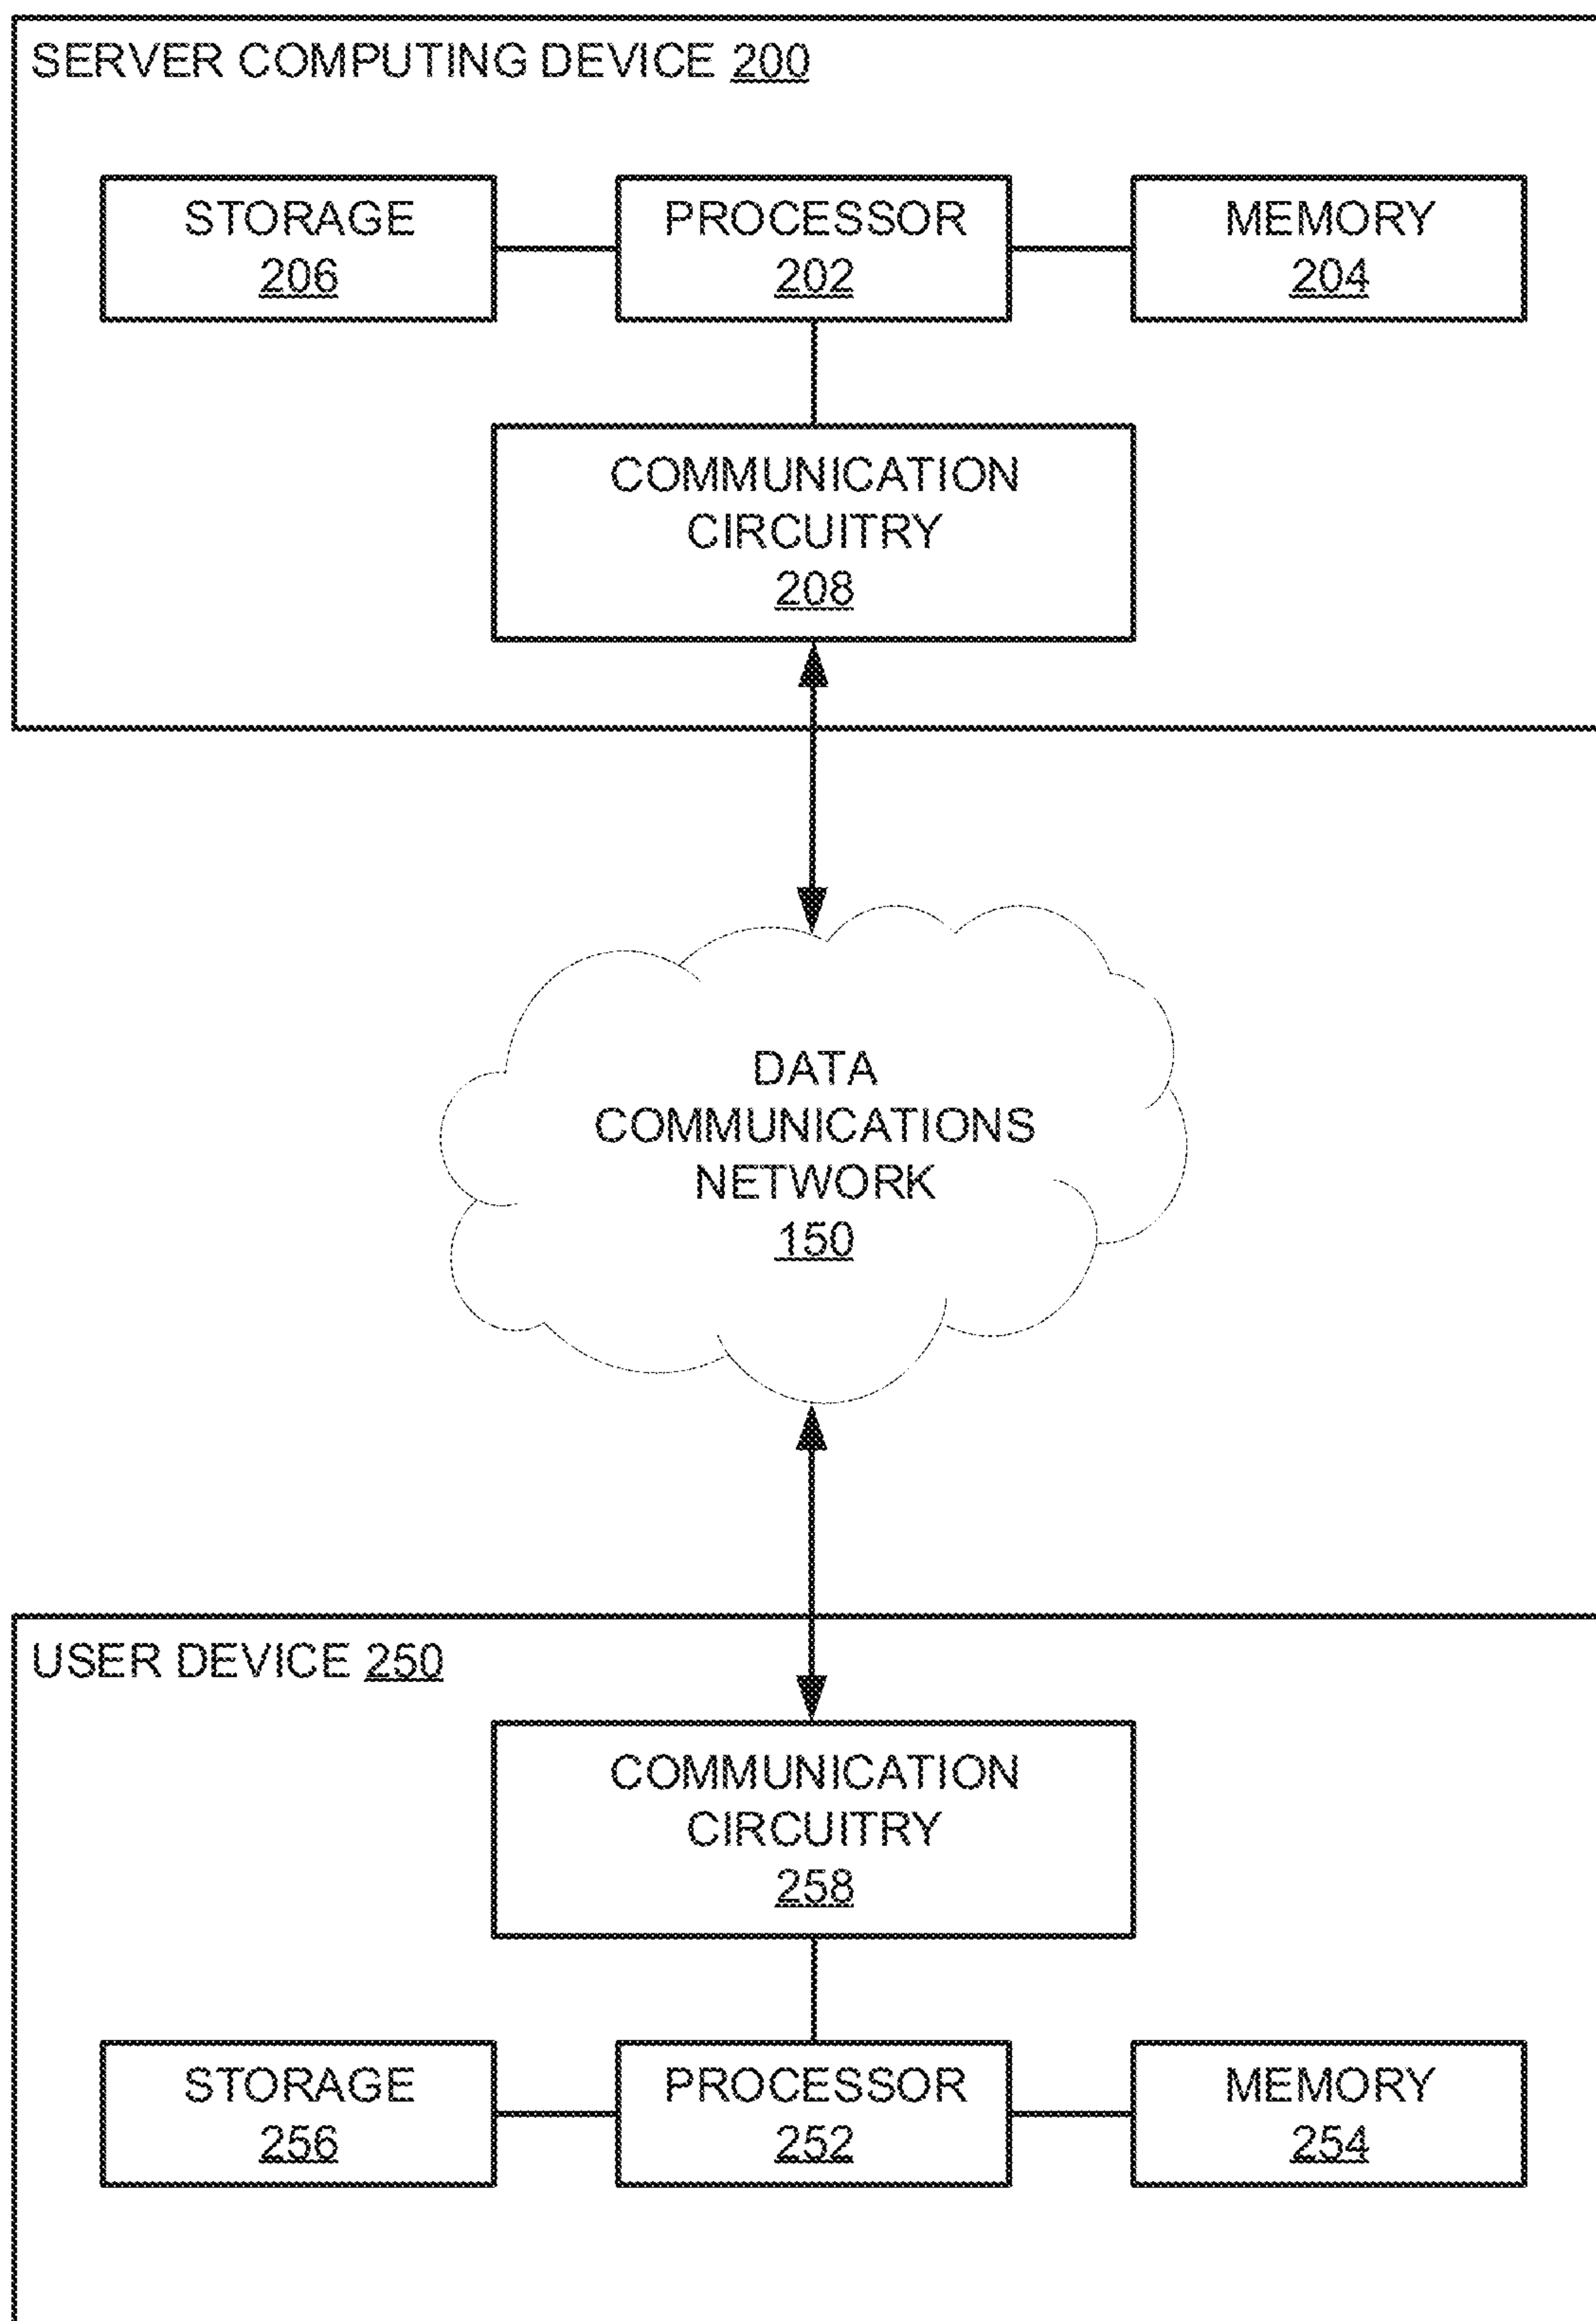 SERVER COMPUTING DEVICE 200
STORAGE
206
PROCESSOR
202
MEMORY
204
COMMUNICATION
CIRCUITRY
208
DATA
COMMUNICATIONS
NETWORK
150
USER DEVICE 250
COMMUNICATION
CIRCUITRY
258
STORAGE
256
PROCESSOR
252
MEMORY
254